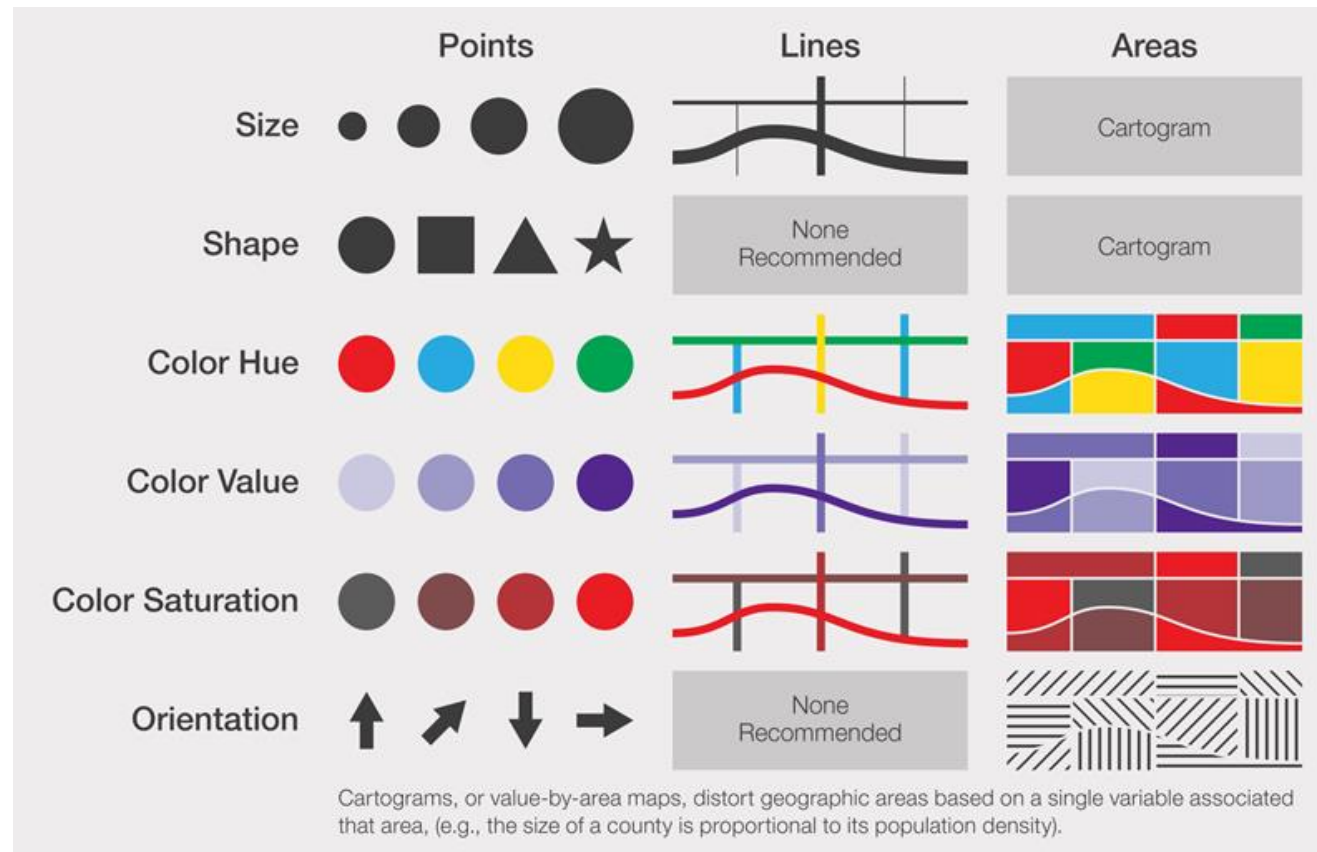 Points Lines Areas
Size
Cartogram
Shape
None
Recommended
Cartogram
Color Hue
Color Value
Color Saturation
Orientation
None
Recommended
Cartograms, or value-by-area maps, distort geographic areas based on a single variable associated
that area, (e.g., the size of a county is proportional to its population density).